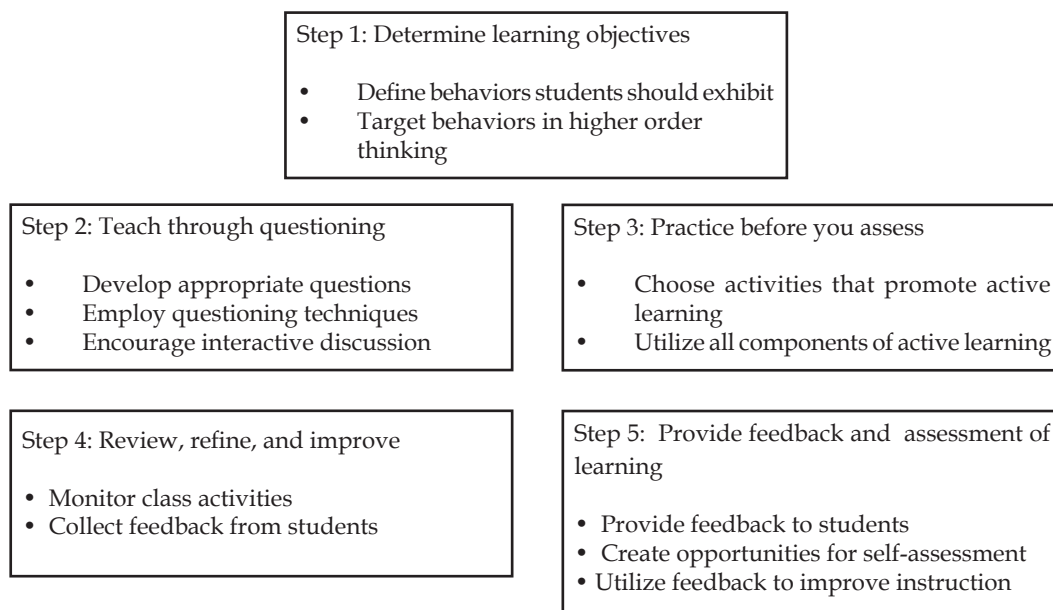 Step 1: Determine learning objectives
• Define behaviors students should exhibit
• Target behaviors in higher order
thinking
Step 2: Teach through questioning
• Develop appropriate questions
• Employ questioning techniques
• Encourage interactive discussion
Step 3: Practice before you assess
• Choose activities that promote active
learning
• Utilize all components of active learning
Step 4: Review, refine, and improve
• Monitor class activities
• Collect feedback from students
Step 5: Provide feedback and assessment of
learning
• Provide feedback to students
• Create opportunities for self-assessment
• Utilize feedback to improve instruction